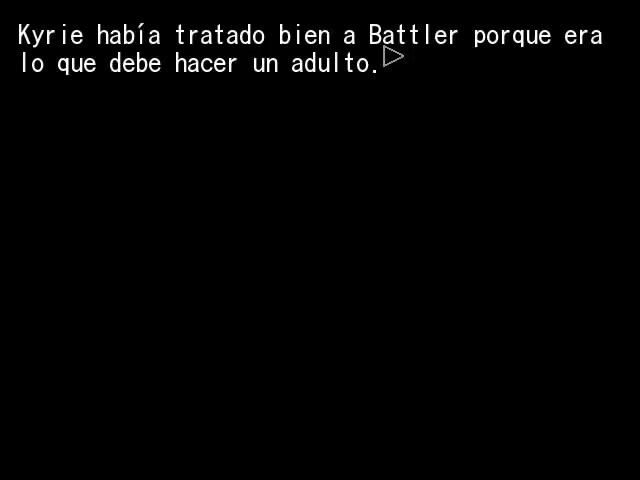 Kyrie había tratado bien a Battler porque era
lo que debe hacer un adulto.